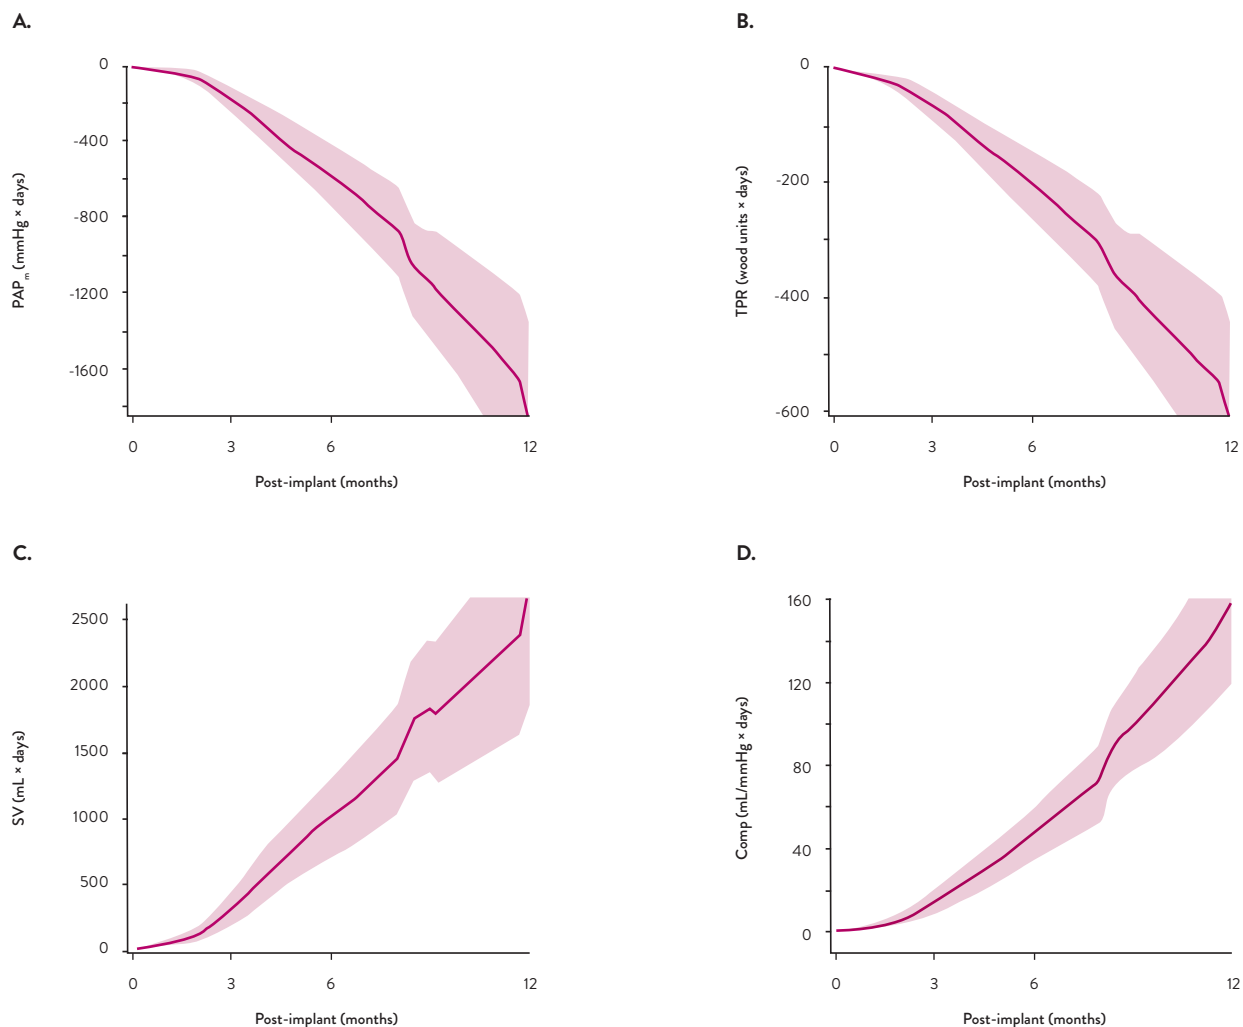 A.
0
-400
-800
-1200
-1600
PAPm (mmHg × days)
0 3 6 12
Post-implant (months)
B.
0
-200
-400
-600
TPR (wood units × days)
0 3 6 12
Post-implant (months)
C.
2500
2000
1500
1000
500
0
SV (mL × days)
0 3 6 12
Post-implant (months)
D.
160
120
80
40
0
Comp (mL/mmHg × days)
0 3 6 12
Post-implant (months)